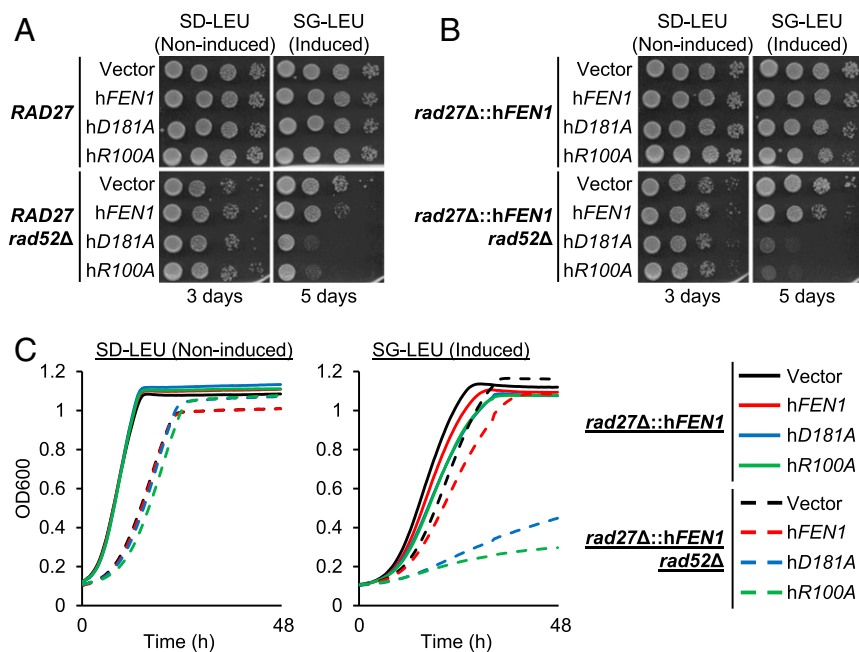 A
SD-LEU
(Non-induced)
SG-LEU
(Induced)
RAD27
Vector
hFEN1
hD181A
hR100A
RAD27
rad52Δ
Vector
hFEN1
hD181A
hR100A
3 days
5 days
B
SD-LEU
(Non-induced)
SG-LEU
(Induced)
rad27Δ::hFEN1
Vector
hFEN1
hD181A
hR100A
rad27Δ::hFEN1
rad52Δ
Vector
hFEN1
hD181A
hR100A
3 days
5 days
C
SD-LEU (Non-induced)
OD600
1.2
1
0.8
0.6
0.4
0.2
0
0
48
Time (h)
SG-LEU (Induced)
1.2
1
0.8
0.6
0.4
0.2
0
0
48
Time (h)
rad27Δ::hFEN1
Vector
hFEN1
hD181A
hR100A
rad27Δ::hFEN1
rad52Δ
Vector
hFEN1
hD181A
hR100A